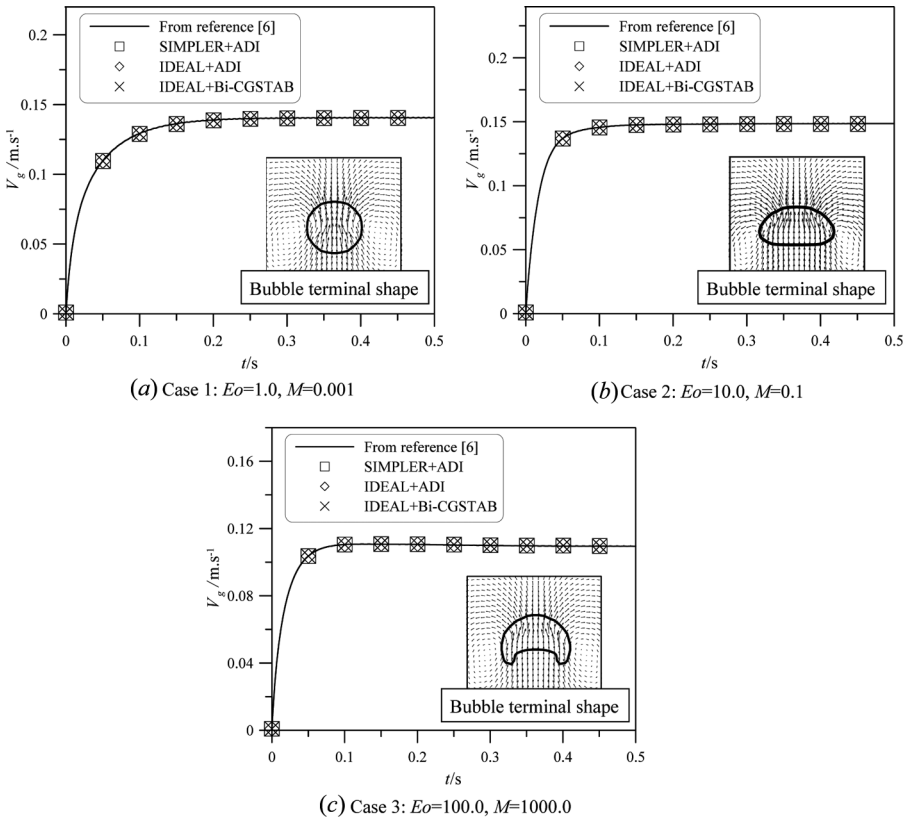 From reference [6]
SIMPLER+ADI
IDEAL+ADI
IDEAL+Bi-CGSTAB
0.2
0.15
0.1
0.05
0
V_g /m.s⁻¹
Bubble terminal shape
0 0.1 0.2 0.3 0.4 0.5
t/s
(a) Case 1: Eo=1.0, M=0.001
From reference [6]
SIMPLER+ADI
IDEAL+ADI
IDEAL+Bi-CGSTAB
0.2
0.15
0.1
0.05
0
V_g /m.s⁻¹
Bubble terminal shape
0 0.1 0.2 0.3 0.4 0.5
t/s
(b) Case 2: Eo=10.0, M=0.1
From reference [6]
SIMPLER+ADI
IDEAL+ADI
IDEAL+Bi-CGSTAB
0.16
0.12
0.08
0.04
0
V_g /m.s⁻¹
Bubble terminal shape
0 0.1 0.2 0.3 0.4 0.5
t/s
(c) Case 3: Eo=100.0, M=1000.0